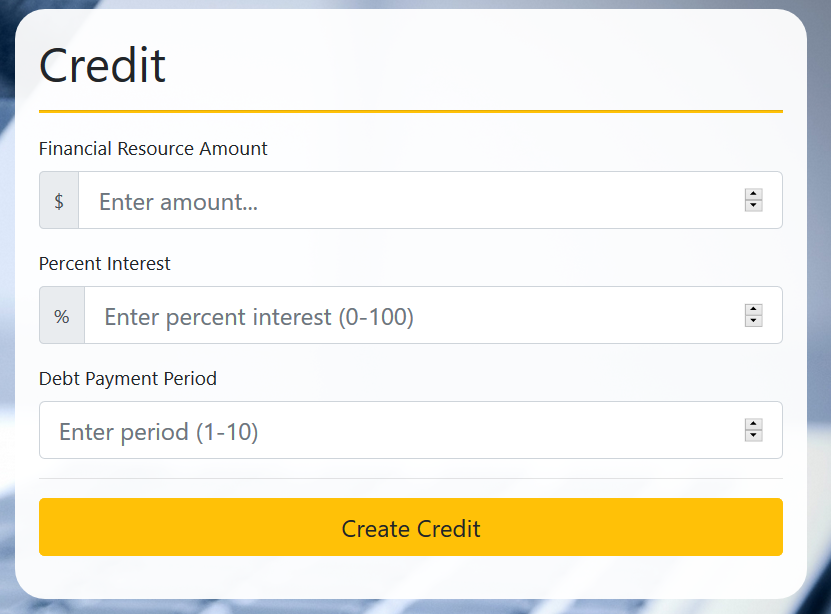 Credit
Financial Resource Amount
$ Enter amount...
Percent Interest
% Enter percent interest (0-100)
Debt Payment Period
Enter period (1-10)
Create Credit